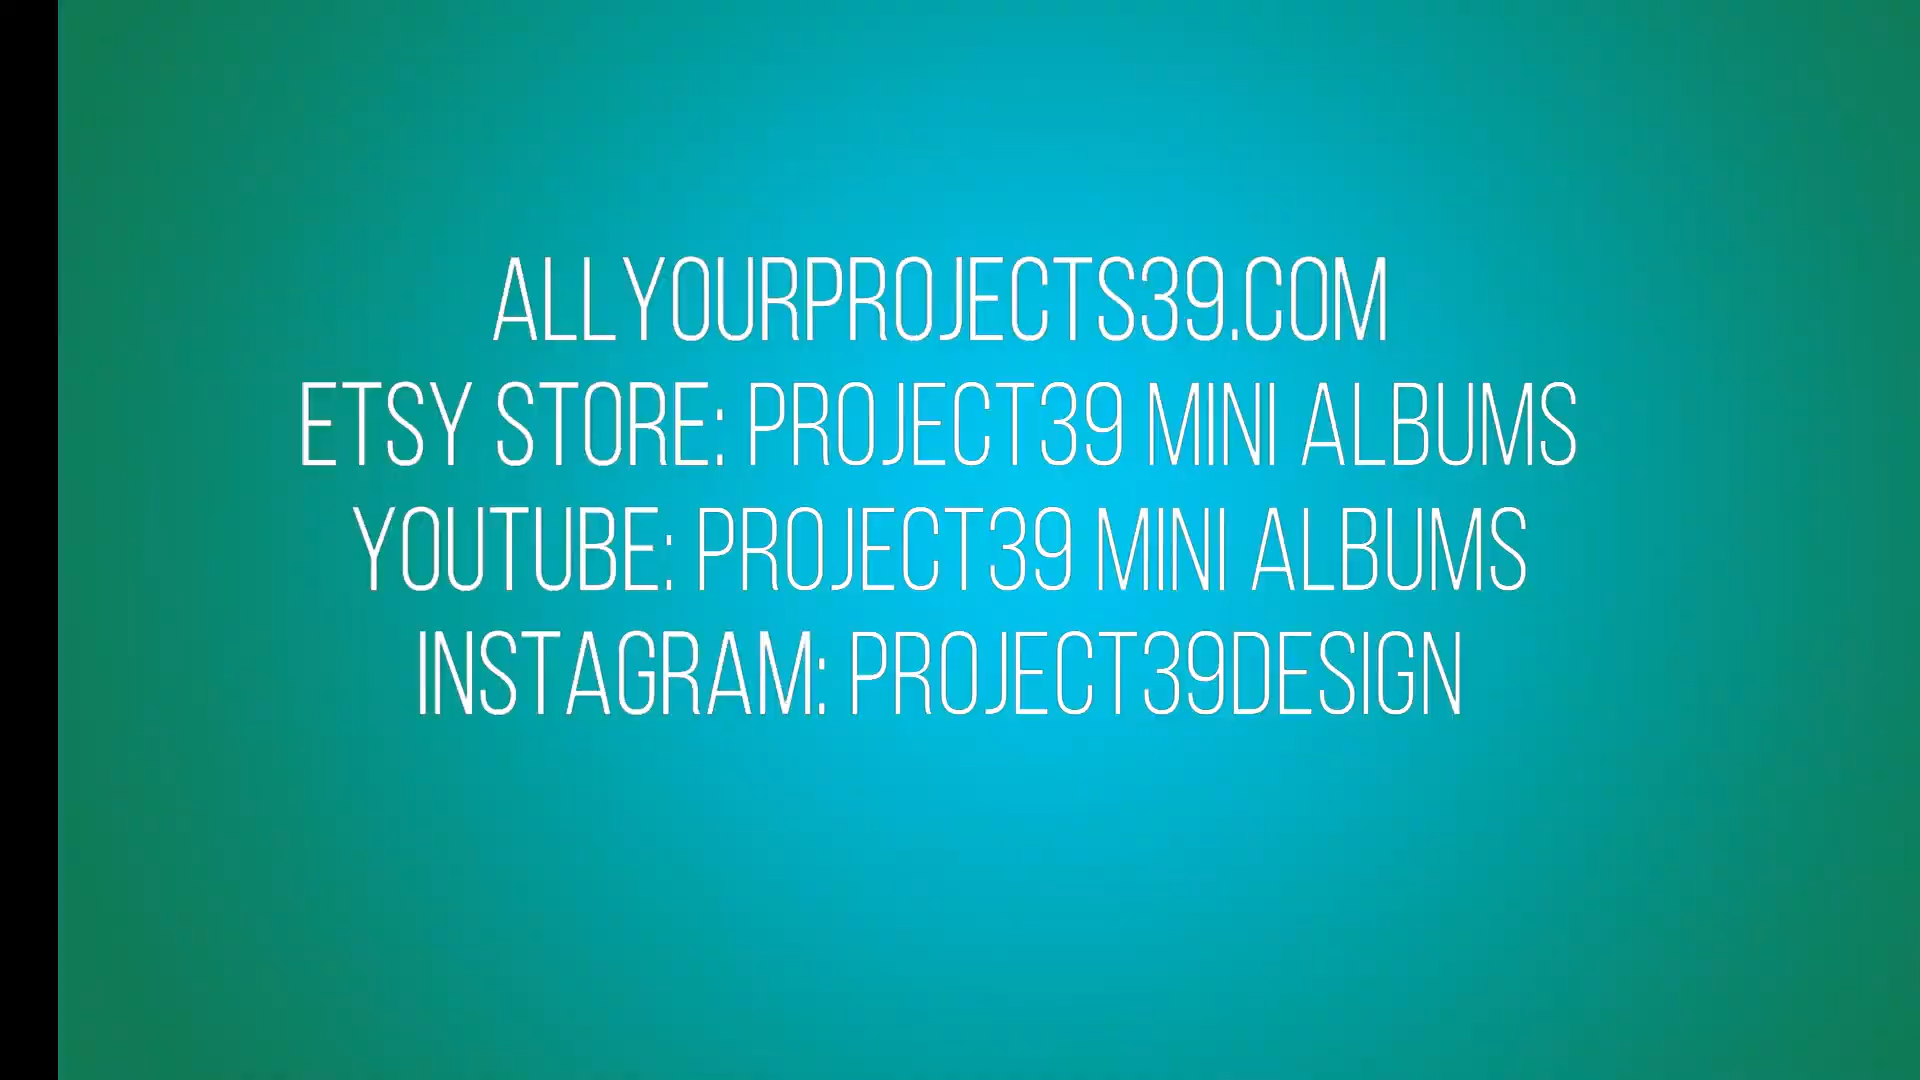 ALLYOURPROJECTS39.COM
ETSY STORE: PROJECT39 MINI ALBUMS
YOUTUBE: PROJECT39 MINI ALBUMS
INSTAGRAM: PROJECT39DESIGN